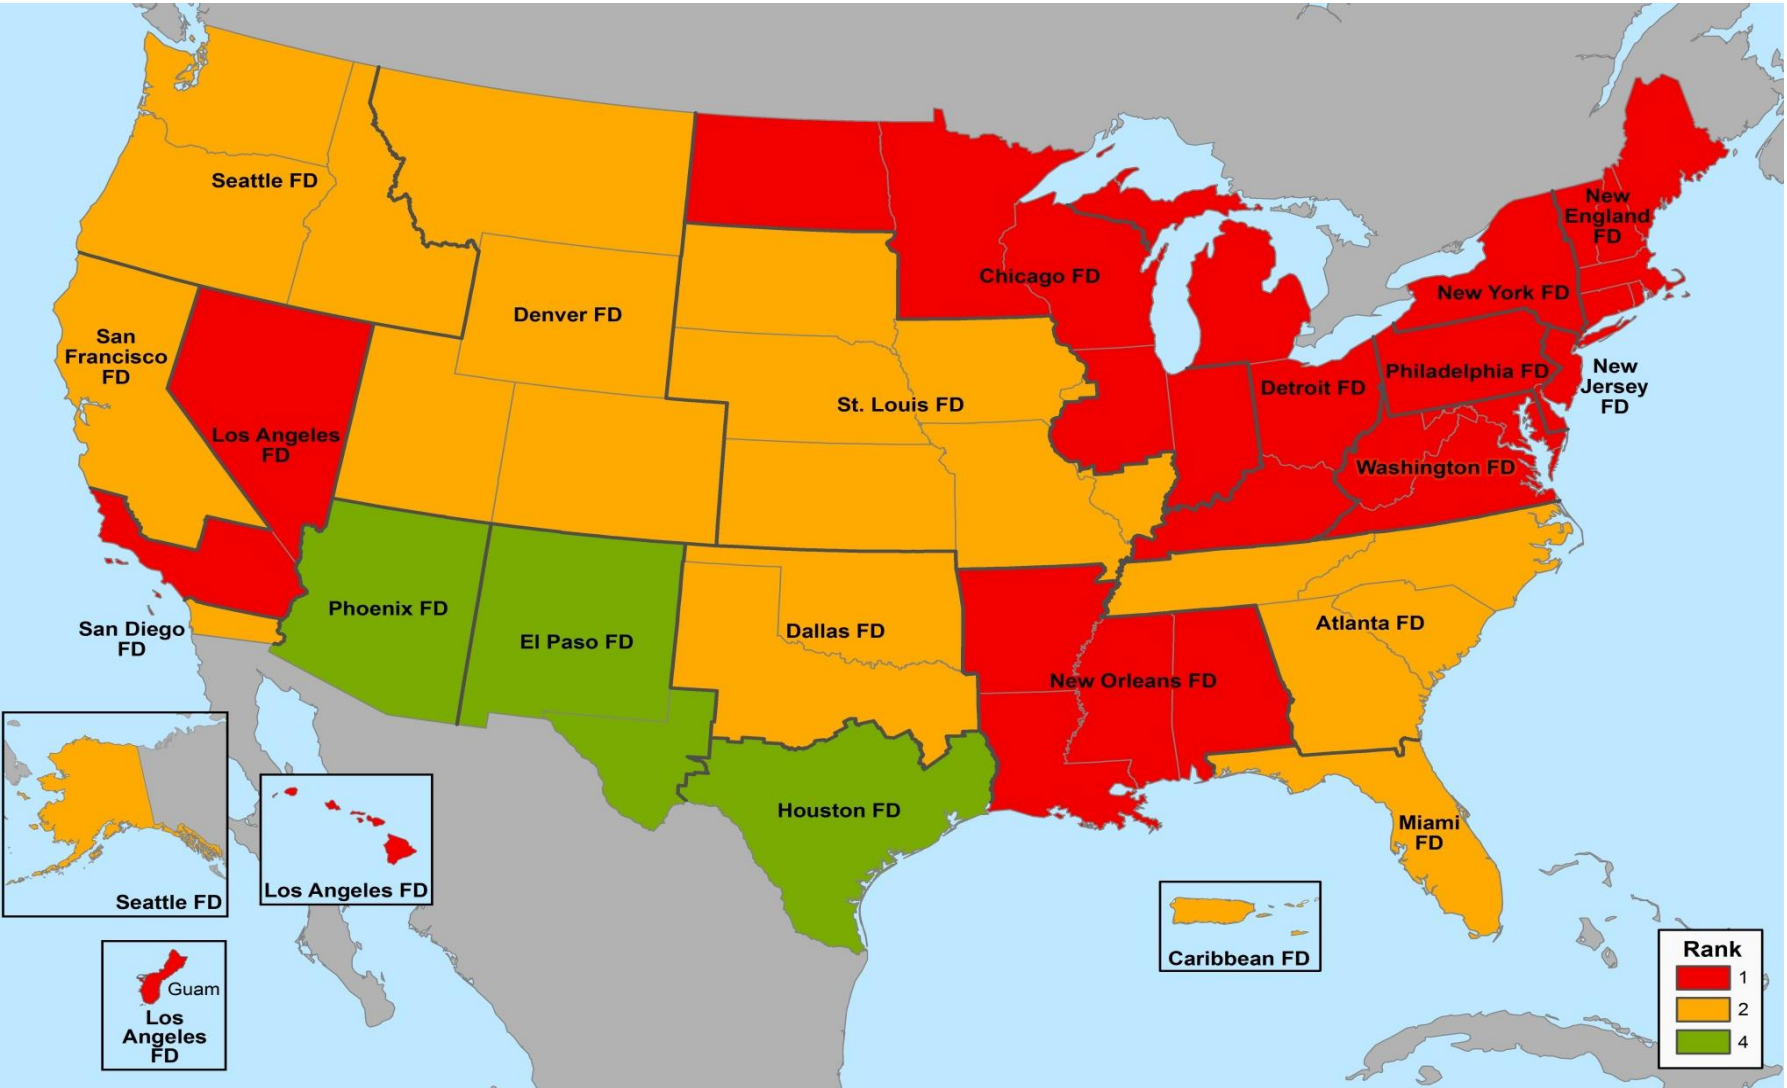 Seattle FD
San
Francisco
FD
Los Angeles
FD
San Diego
FD
Denver FD
Phoenix FD
El Paso FD
St. Louis FD
Dallas FD
Houston FD
Chicago FD
Detroit FD
New Orleans FD
Atlanta FD
Miami
FD
Washington FD
Philadelphia FD
New
Jersey
FD
New York FD
New
England
FD
Seattle FD
Los Angeles FD
Guam
Los
Angeles
FD
Caribbean FD
Rank
1
2
4